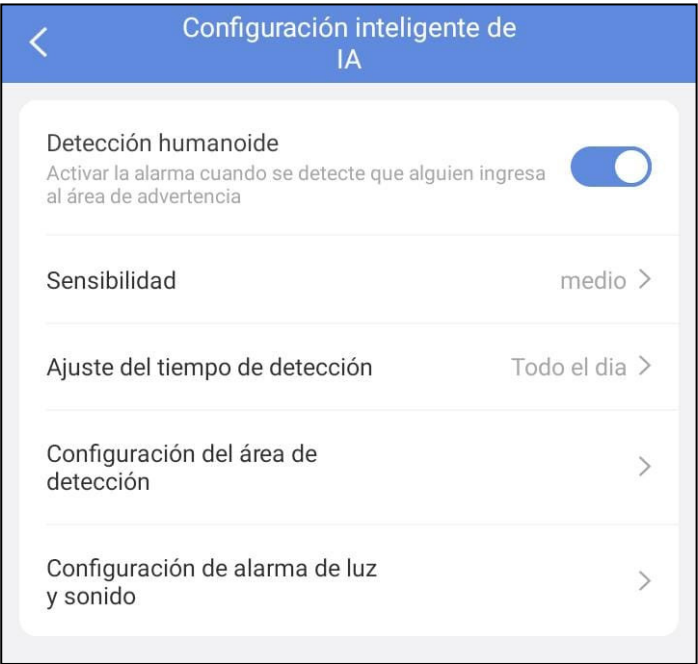 Configuración inteligente de
IA
Detección humanoide
Activar la alarma cuando se detecte que alguien ingresa
al área de advertencia
Sensibilidad
medio
Ajuste del tiempo de detección
Todo el dia
Configuración del área de
detección
Configuración de alarma de luz
y sonido